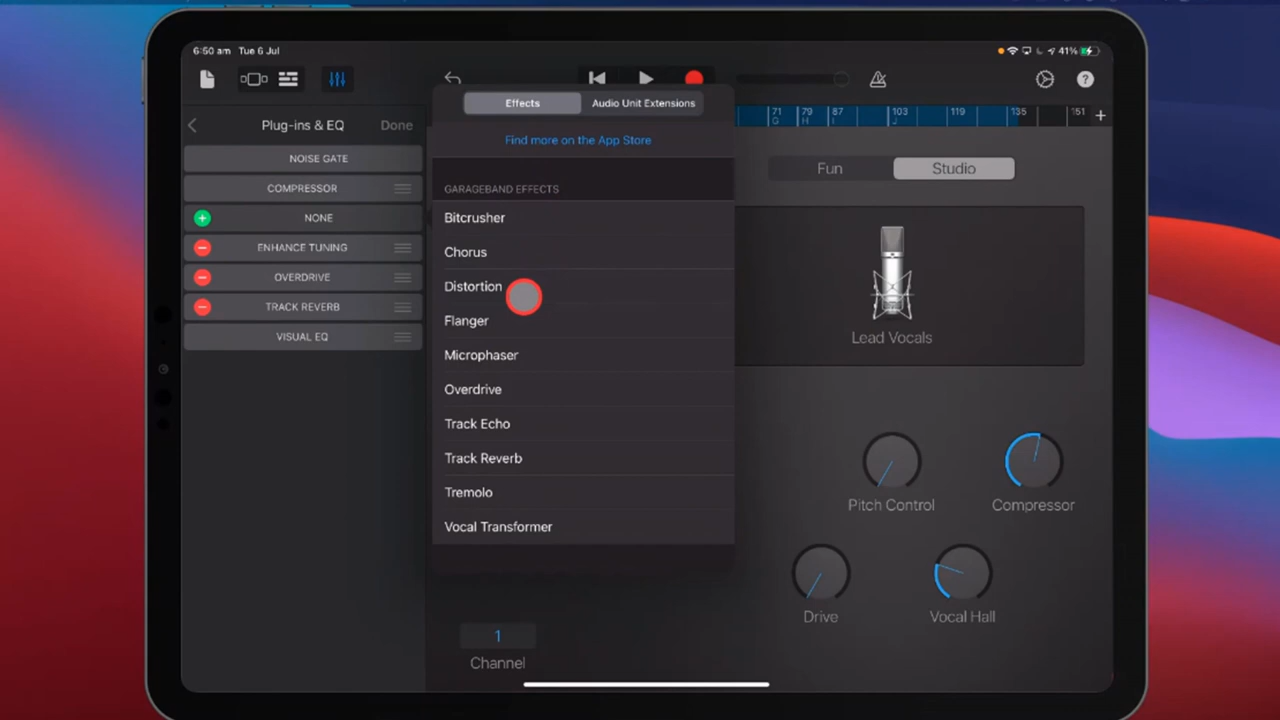 6:50 am Tue 6 Jul
41%
Effects
Audio Unit Extensions
Find more on the App Store
GARAGEBAND EFFECTS
Bitcrusher
Chorus
Distortion
Flanger
Microphaser
Overdrive
Track Echo
Track Reverb
Tremolo
Vocal Transformer
Plug-ins & EQ
Done
NOISE GATE
COMPRESSOR
NONE
ENHANCE TUNING
OVERDRIVE
TRACK REVERB
VISUAL EQ
71 79 87 103 119 135 151
G H I J
Fun
Studio
Lead Vocals
Pitch Control
Compressor
Drive
Vocal Hall
1
Channel